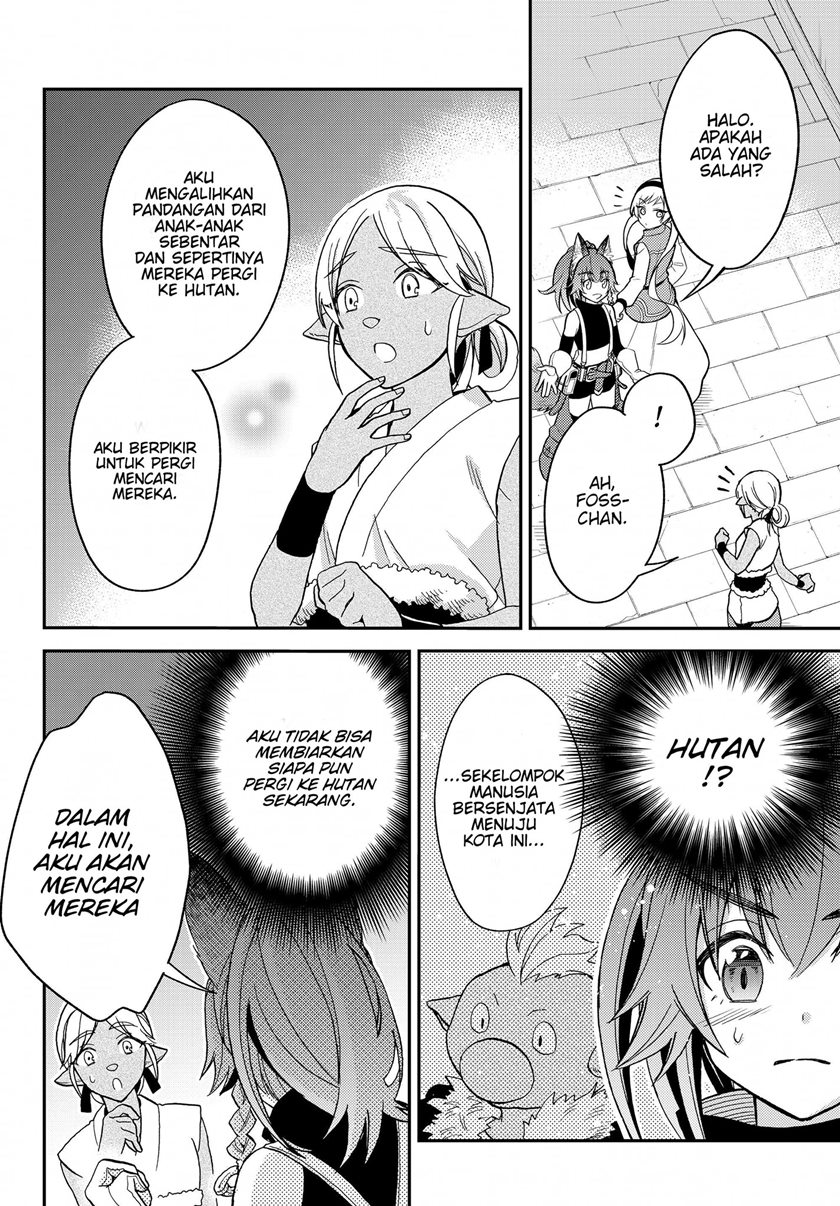 HALO.
APAKAH
ADA YANG
SALAH?
!
AH,
FOSS-
CHAN.
AKU
MENGALIHKAN
PANDANGAN DARI
ANAK-ANAK
SEBENTAR
DAN SEPERTINYA
MEREKA PERGI
KE HUTAN.
AKU BERPIKIR
UNTUK PERGI
MENCARI
MEREKA.
HUTAN
!?
...SEKELOMPOK
MANUSIA
BERSENJATA
MENUJU
KOTA INI...
AKU TIDAK BISA
MEMBIARKAN
SIAPA PUN
PERGI KE HUTAN
SEKARANG.
DALAM
HAL INI,
AKU AKAN
MENCARI
MEREKA